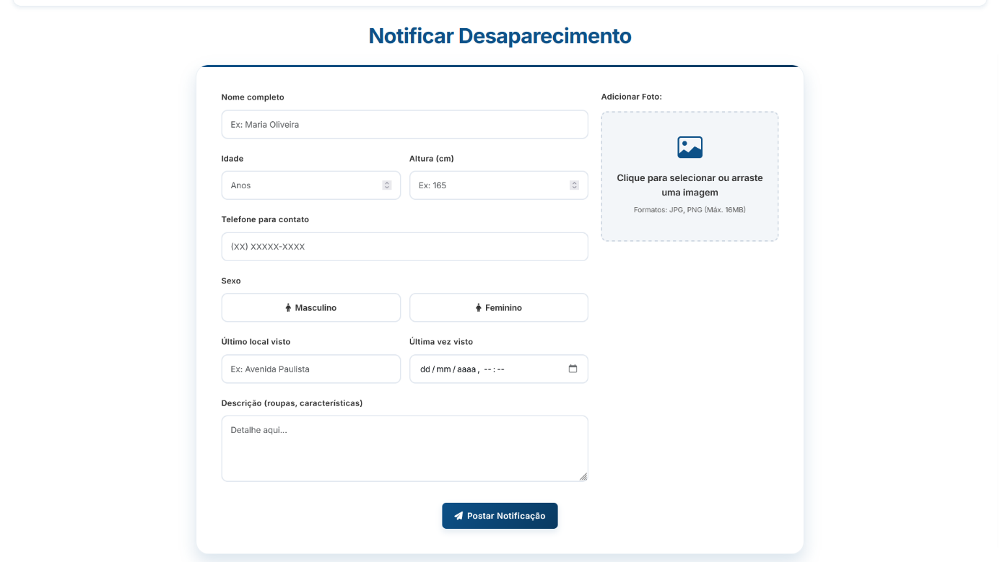 Notificar Desaparecimento
Nome completo
Ex: Maria Oliveira
Idade
Anos
Altura (cm)
Ex: 165
Telefone para contato
(XX) XXXXX-XXXX
Sexo
Masculino
Feminino
Último local visto
Ex: Avenida Paulista
Última vez visto
dd/mm/aaaa, --:--
Descrição (roupas, características)
Detalhe aqui...
Adicionar Foto:
Clique para selecionar ou arraste
uma imagem
Formatos: JPG, PNG (Máx. 16MB)
Postar Notificação